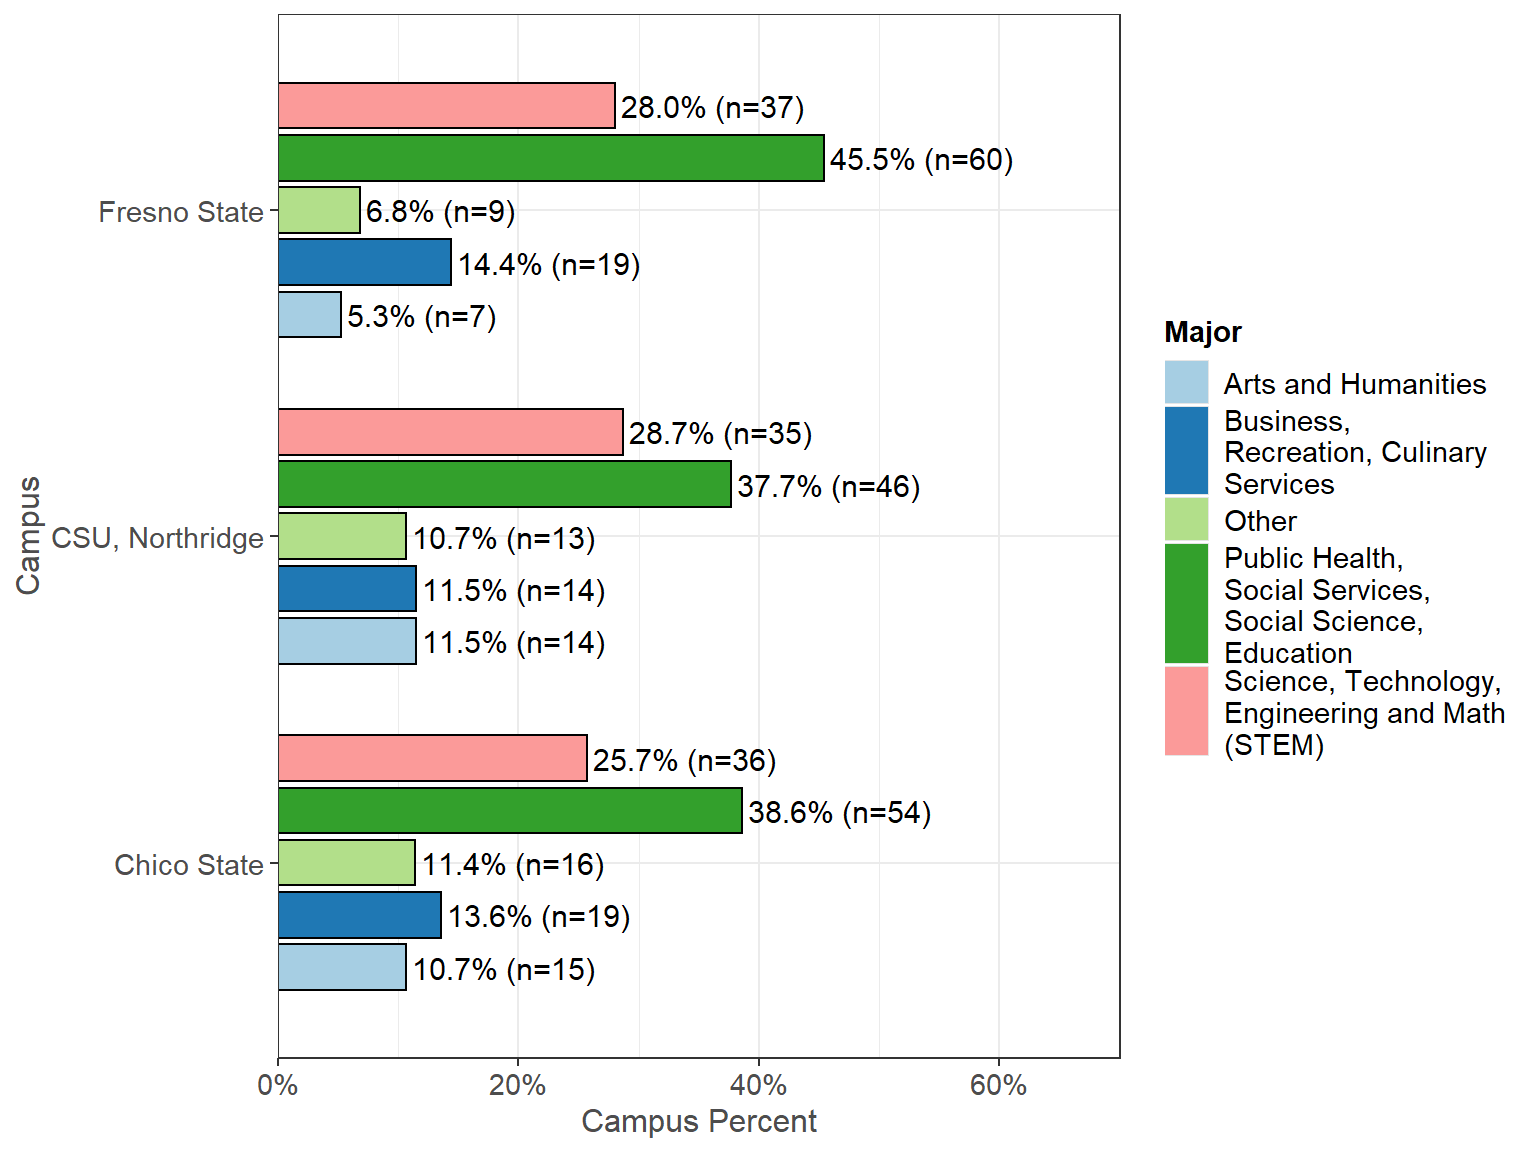 28.0% (n=37)
45.5% (n=60)
Fresno State
6.8% (n=9)
14.4% (n=19)
5.3% (n=7)
28.7% (n=35)
37.7% (n=46)
CSU, Northridge
10.7% (n=13)
11.5% (n=14)
11.5% (n=14)
25.7% (n=36)
38.6% (n=54)
Chico State
11.4% (n=16)
13.6% (n=19)
10.7% (n=15)
Campus
0%
20%
40%
60%
Campus Percent
Major
Arts and Humanities
Business,
Recreation, Culinary
Services
Other
Public Health,
Social Services,
Social Science,
Education
Science, Technology,
Engineering and Math
(STEM)